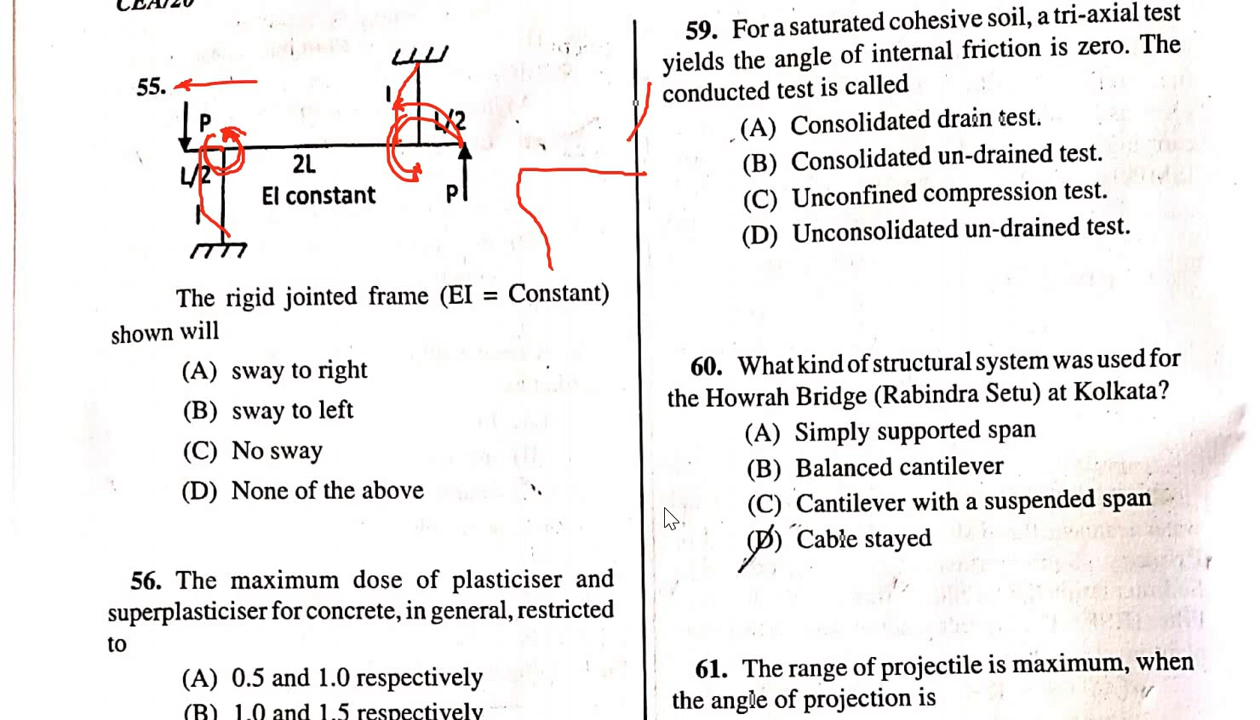 CEA/20
55.
P
L/2
2L
EI constant
L/2
P
The rigid jointed frame (EI = Constant)
shown will
(A) sway to right
(B) sway to left
(C) No sway
(D) None of the above
56. The maximum dose of plasticiser and
superplasticiser for concrete, in general, restricted
to
(A) 0.5 and 1.0 respectively
(B) 1.0 and 1.5 respectively
59. For a saturated cohesive soil, a tri-axial test
yields the angle of internal friction is zero. The
conducted test is called
(A) Consolidated drain test.
(B) Consolidated un-drained test.
(C) Unconfined compression test.
(D) Unconsolidated un-drained test.
60. What kind of structural system was used for
the Howrah Bridge (Rabindra Setu) at Kolkata?
(A) Simply supported span
(B) Balanced cantilever
(C) Cantilever with a suspended span
(D) Cable stayed
61. The range of projectile is maximum, when
the angle of projection is